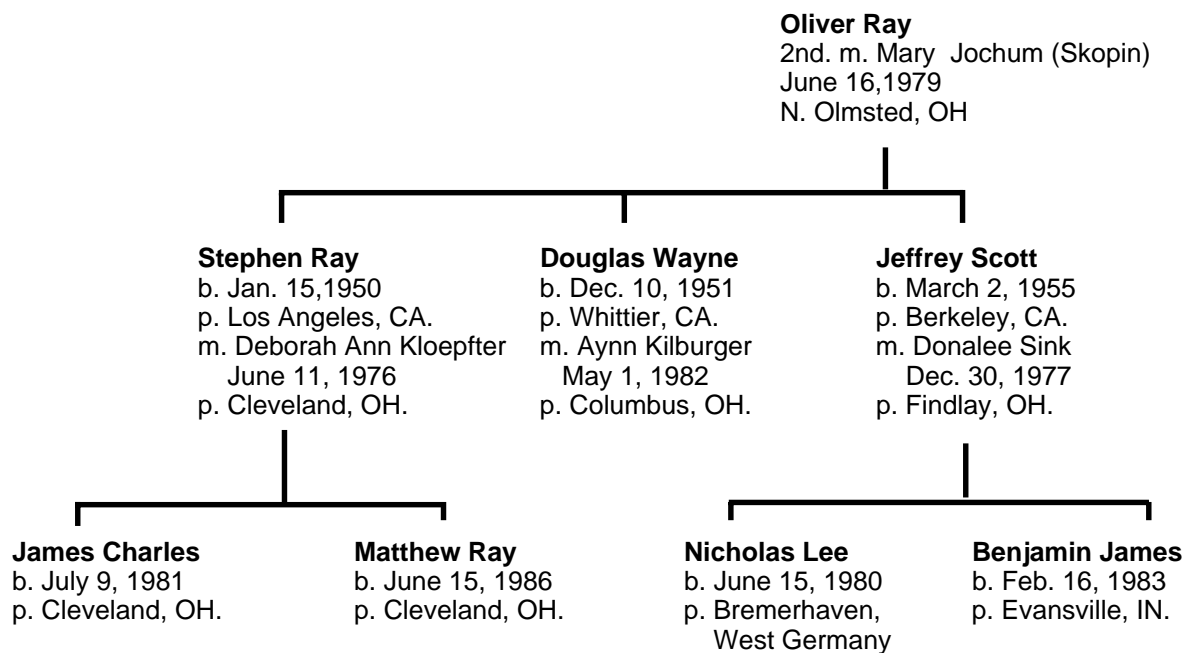 Oliver Ray
2nd. m. Mary Jochum (Skopin)
June 16,1979
N. Olmsted, OH
Stephen Ray
b. Jan. 15,1950
p. Los Angeles, CA.
m. Deborah Ann Kloepfter
June 11, 1976
p. Cleveland, OH.
Douglas Wayne
b. Dec. 10, 1951
p. Whittier, CA.
m. Aynn Kilburger
May 1, 1982
p. Columbus, OH.
Jeffrey Scott
b. March 2, 1955
p. Berkeley, CA.
m. Donalee Sink
Dec. 30, 1977
p. Findlay, OH.
James Charles
b. July 9, 1981
p. Cleveland, OH.
Matthew Ray
b. June 15, 1986
p. Cleveland, OH.
Nicholas Lee
b. June 15, 1980
p. Bremerhaven,
West Germany
Benjamin James
b. Feb. 16, 1983
p. Evansville, IN.